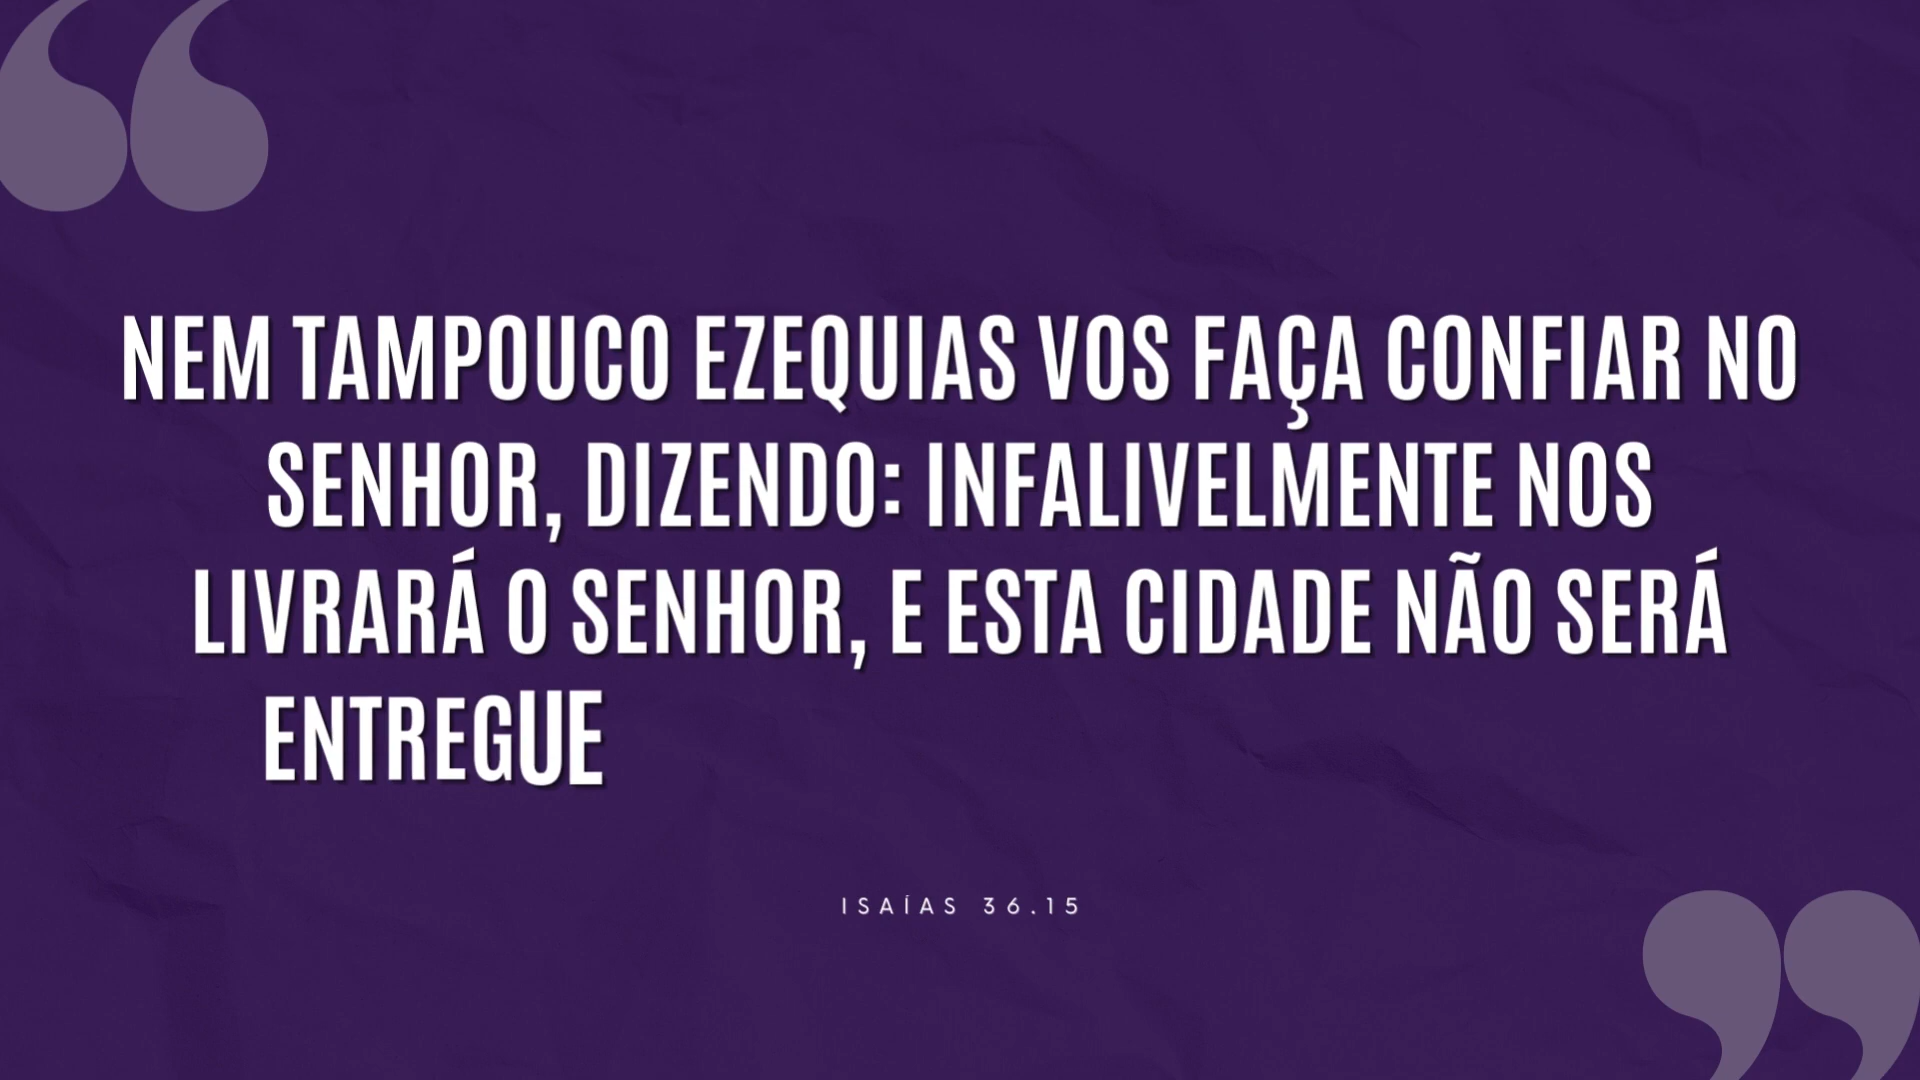 NEM TAMPOUCO EZEQUIAS VOS FAÇA CONFIAR NO
SENHOR, DIZENDO: INFALIVELMENTE NOS
LIVRARÁ O SENHOR, E ESTA CIDADE NÃO SERÁ
ENTREGUE
ISAÍAS 36.15